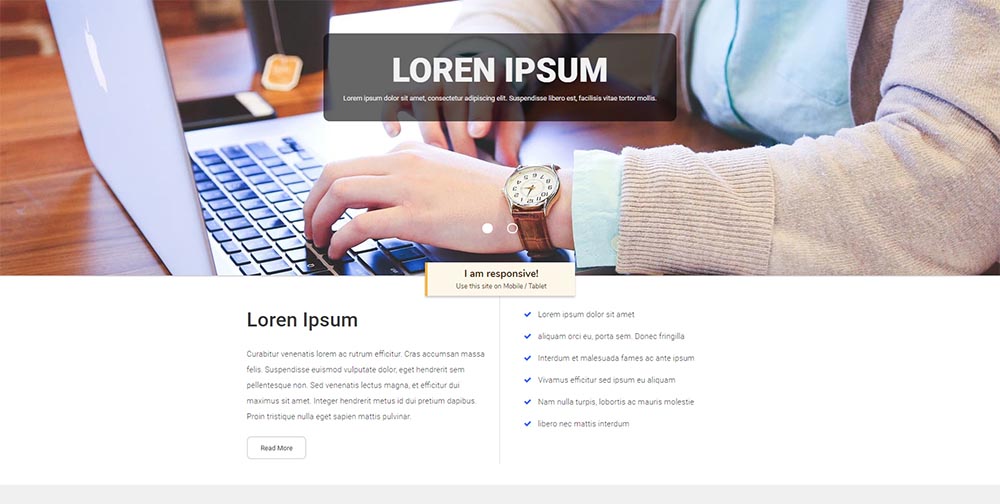 LOREN IPSUM
Lorem ipsum dolor sit amet, consectetur adipiscing elit. Suspendisse libero est, facilisis vitae tortor mollis.
I am responsive!
Use this site on Mobile / Tablet
Loren Ipsum
Curabitur venenatis lorem ac rutrum efficitur. Cras accumsan massa
felis. Suspendisse euismod vulputate dolor, eget hendrerit sem
pellentesque non. Sed venenatis lectus magna, et efficitur dui
maximus sit amet. Integer hendrerit metus id dui pretium dapibus.
Proin tristique nulla eget sapien mattis pulvinar.
Read More
Lorem ipsum dolor sit amet
aliquam orci eu, porta sem. Donec fringilla
Interdum et malesuada fames ac ante ipsum
Vivamus efficitur sed ipsum eu aliquam
Nam nulla turpis, lobortis ac mauris molestie
libero nec mattis interdum